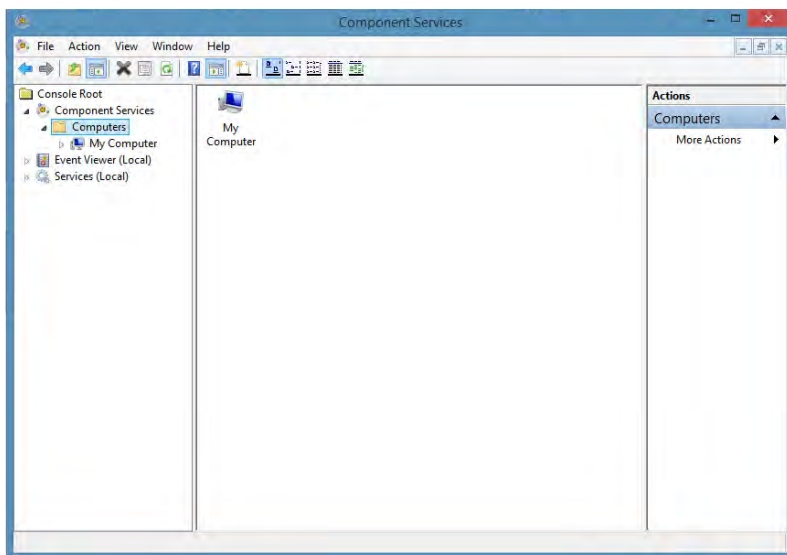 Component Services
File Action View Window Help
Console Root
Component Services
Computers
My Computer
Event Viewer (Local)
Services (Local)
My
Computer
Actions
Computers
More Actions